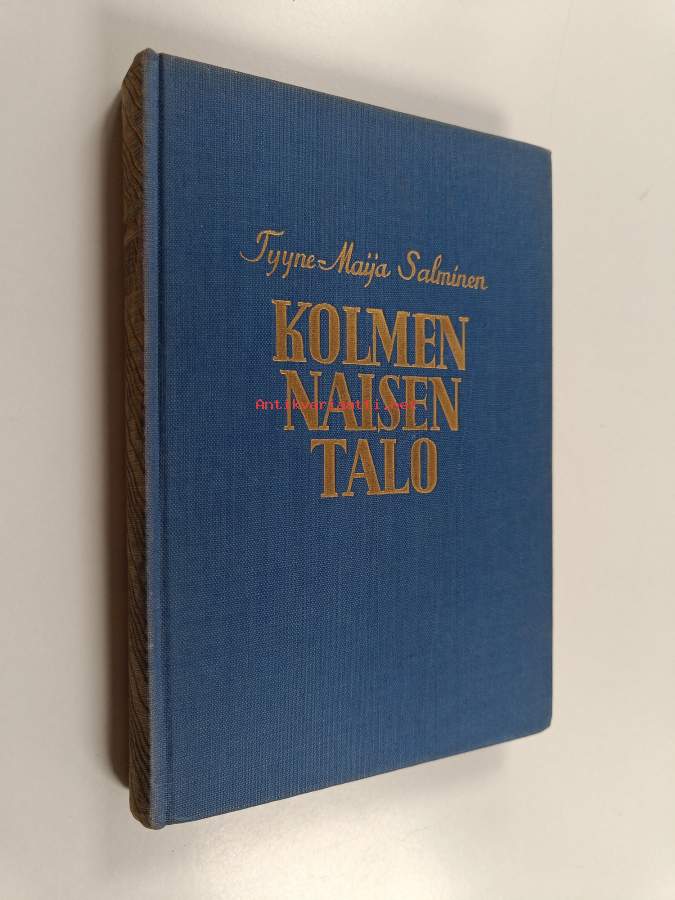 Tyyne-Maija Salminen
KOLMEN
NAISEN
Antikvariaatti.net
TALO